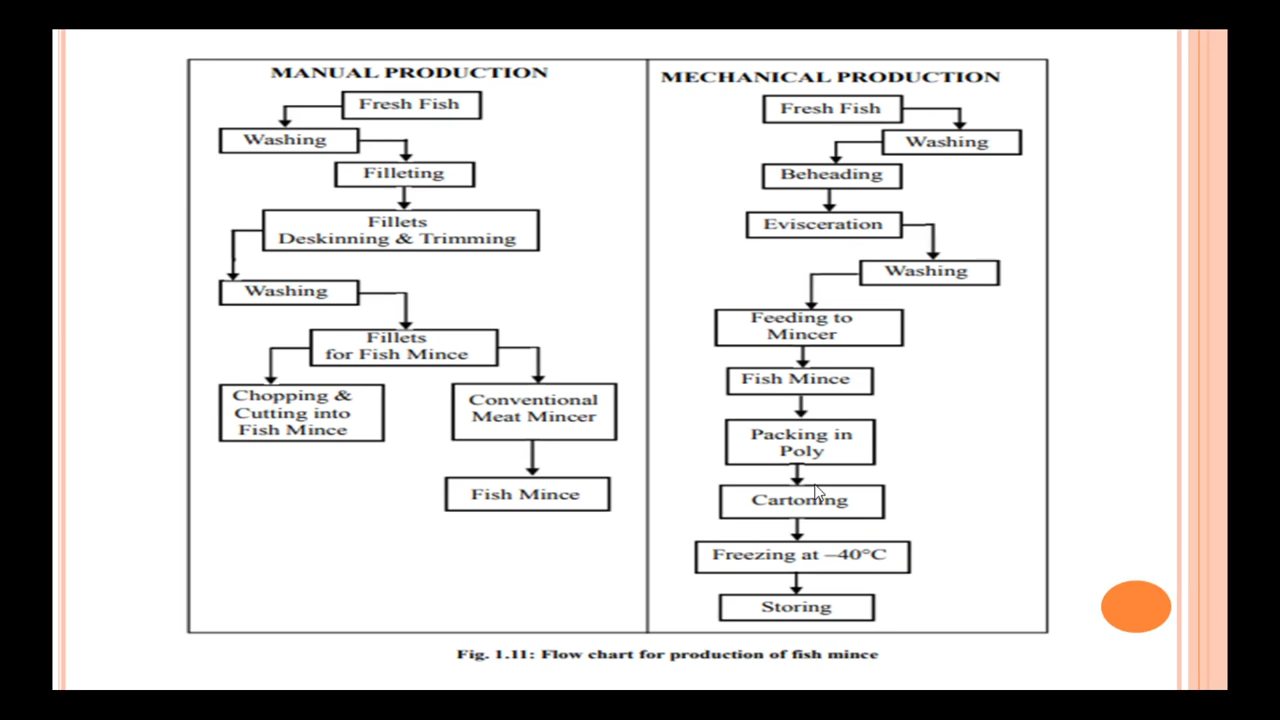 MANUAL PRODUCTION
Fresh Fish
Washing
Filleting
Fillets
Deskinning & Trimming
Washing
Fillets
for Fish Mince
Chopping &
Cutting into
Fish Mince
Conventional
Meat Mincer
Fish Mince
MECHANICAL PRODUCTION
Fresh Fish
Washing
Beheading
Evisceration
Washing
Feeding to
Mincer
Fish Mince
Packing in
Poly
Cartoning
Freezing at –40°C
Storing
Fig. 1.11: Flow chart for production of fish mince